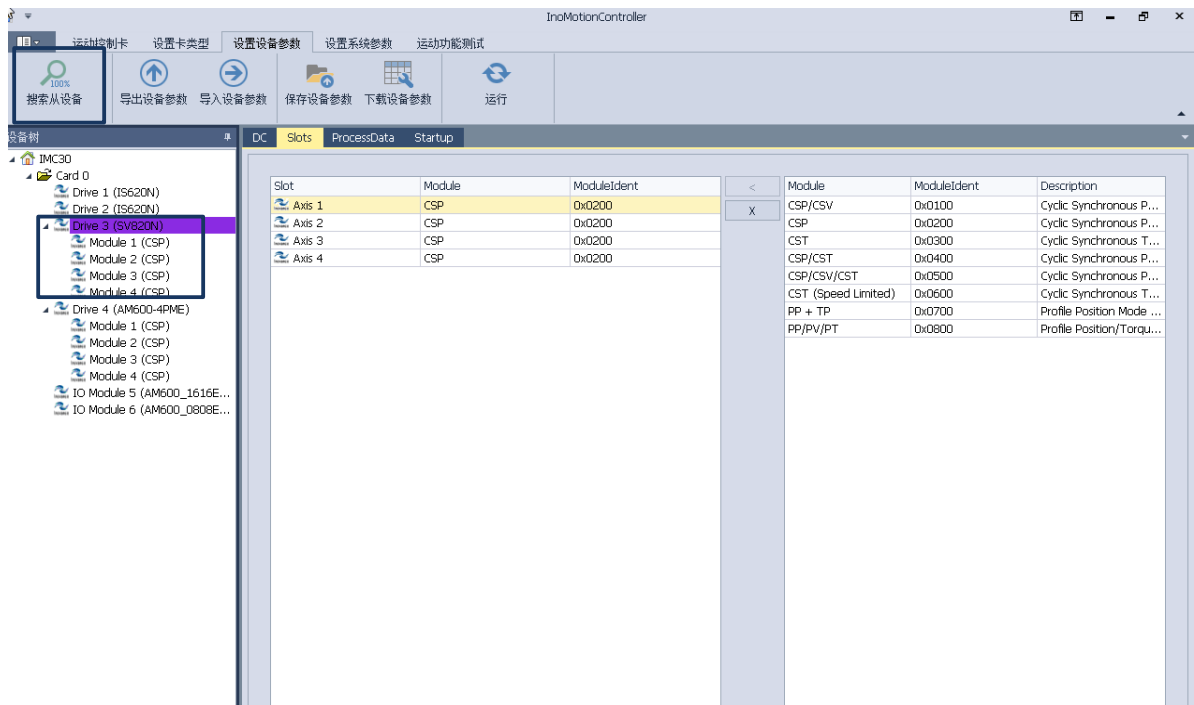 InoMotionController
运动控制卡 设置卡类型 设置设备参数 设置系统参数 运动功能测试
100%
搜索从设备 导出设备参数 导入设备参数 保存设备参数 下载设备参数 运行
设备树
DC Slots ProcessData Startup
IMC30
Card 0
Drive 1 (IS620N)
Drive 2 (IS620N)
Drive 3 (SV820N)
Module 1 (CSP)
Module 2 (CSP)
Module 3 (CSP)
Module 4 (CSP)
Drive 4 (AM600-4PME)
Module 1 (CSP)
Module 2 (CSP)
Module 3 (CSP)
Module 4 (CSP)
IO Module 5 (AM600_1616E...
IO Module 6 (AM600_0808E...
Slot Module ModuleIdent
Axis 1 CSP 0x0200
Axis 2 CSP 0x0200
Axis 3 CSP 0x0200
Axis 4 CSP 0x0200
<
X
Module ModuleIdent Description
CSP/CSV 0x0100 Cyclic Synchronous P...
CSP 0x0200 Cyclic Synchronous P...
CST 0x0300 Cyclic Synchronous T...
CSP/CST 0x0400 Cyclic Synchronous P...
CSP/CSV/CST 0x0500 Cyclic Synchronous P...
CST (Speed Limited) 0x0600 Cyclic Synchronous T...
PP + TP 0x0700 Profile Position Mode ...
PP/PV/PT 0x0800 Profile Position/Torqu...